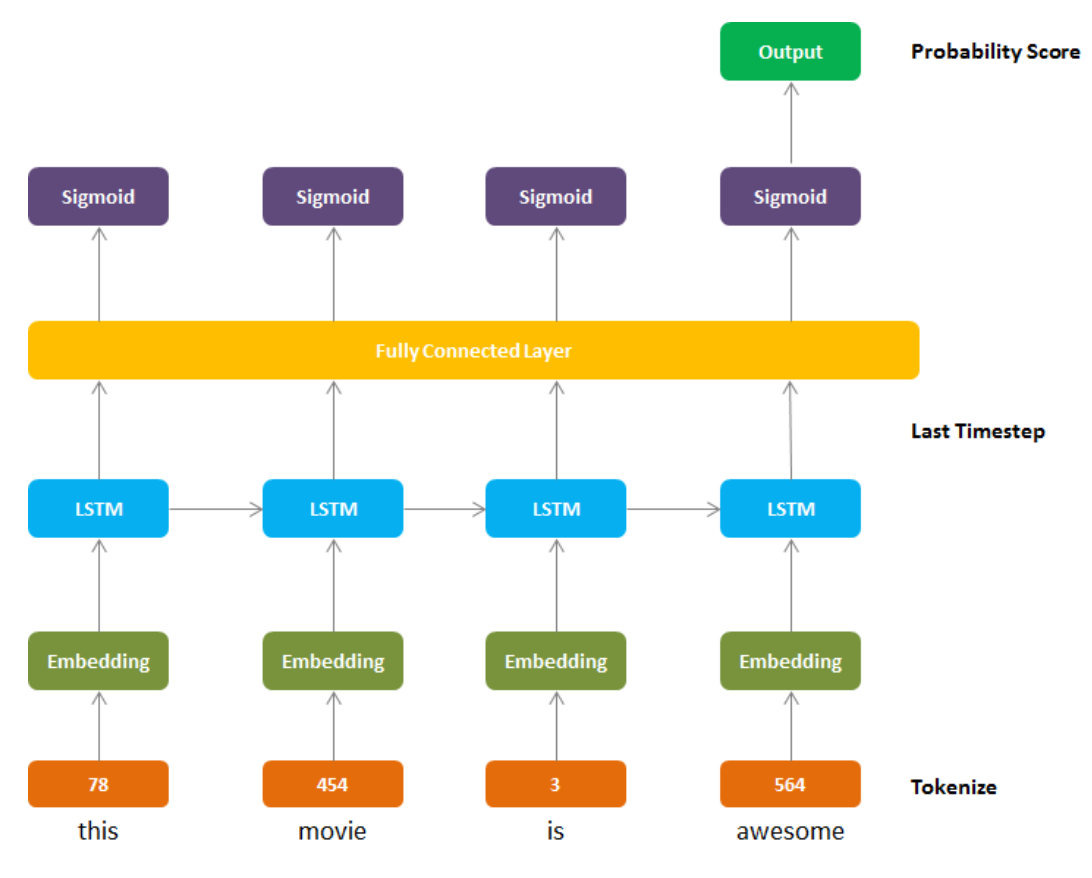 Output
Probability Score
Sigmoid
Sigmoid
Sigmoid
Sigmoid
Fully Connected Layer
Last Timestep
LSTM
LSTM
LSTM
LSTM
Embedding
Embedding
Embedding
Embedding
78
454
3
564
Tokenize
this
movie
is
awesome